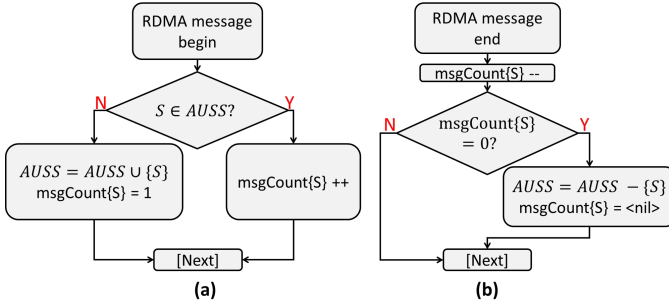 RDMA message
begin
S ∈ AUSS?
N
Y
AUSS = AUSS ∪ {S}
msgCount{S} = 1
msgCount{S} ++
[Next]
(a)
RDMA message
end
msgCount{S} --
msgCount{S}
= 0?
N
Y
AUSS = AUSS − {S}
msgCount{S} = <nil>
[Next]
(b)